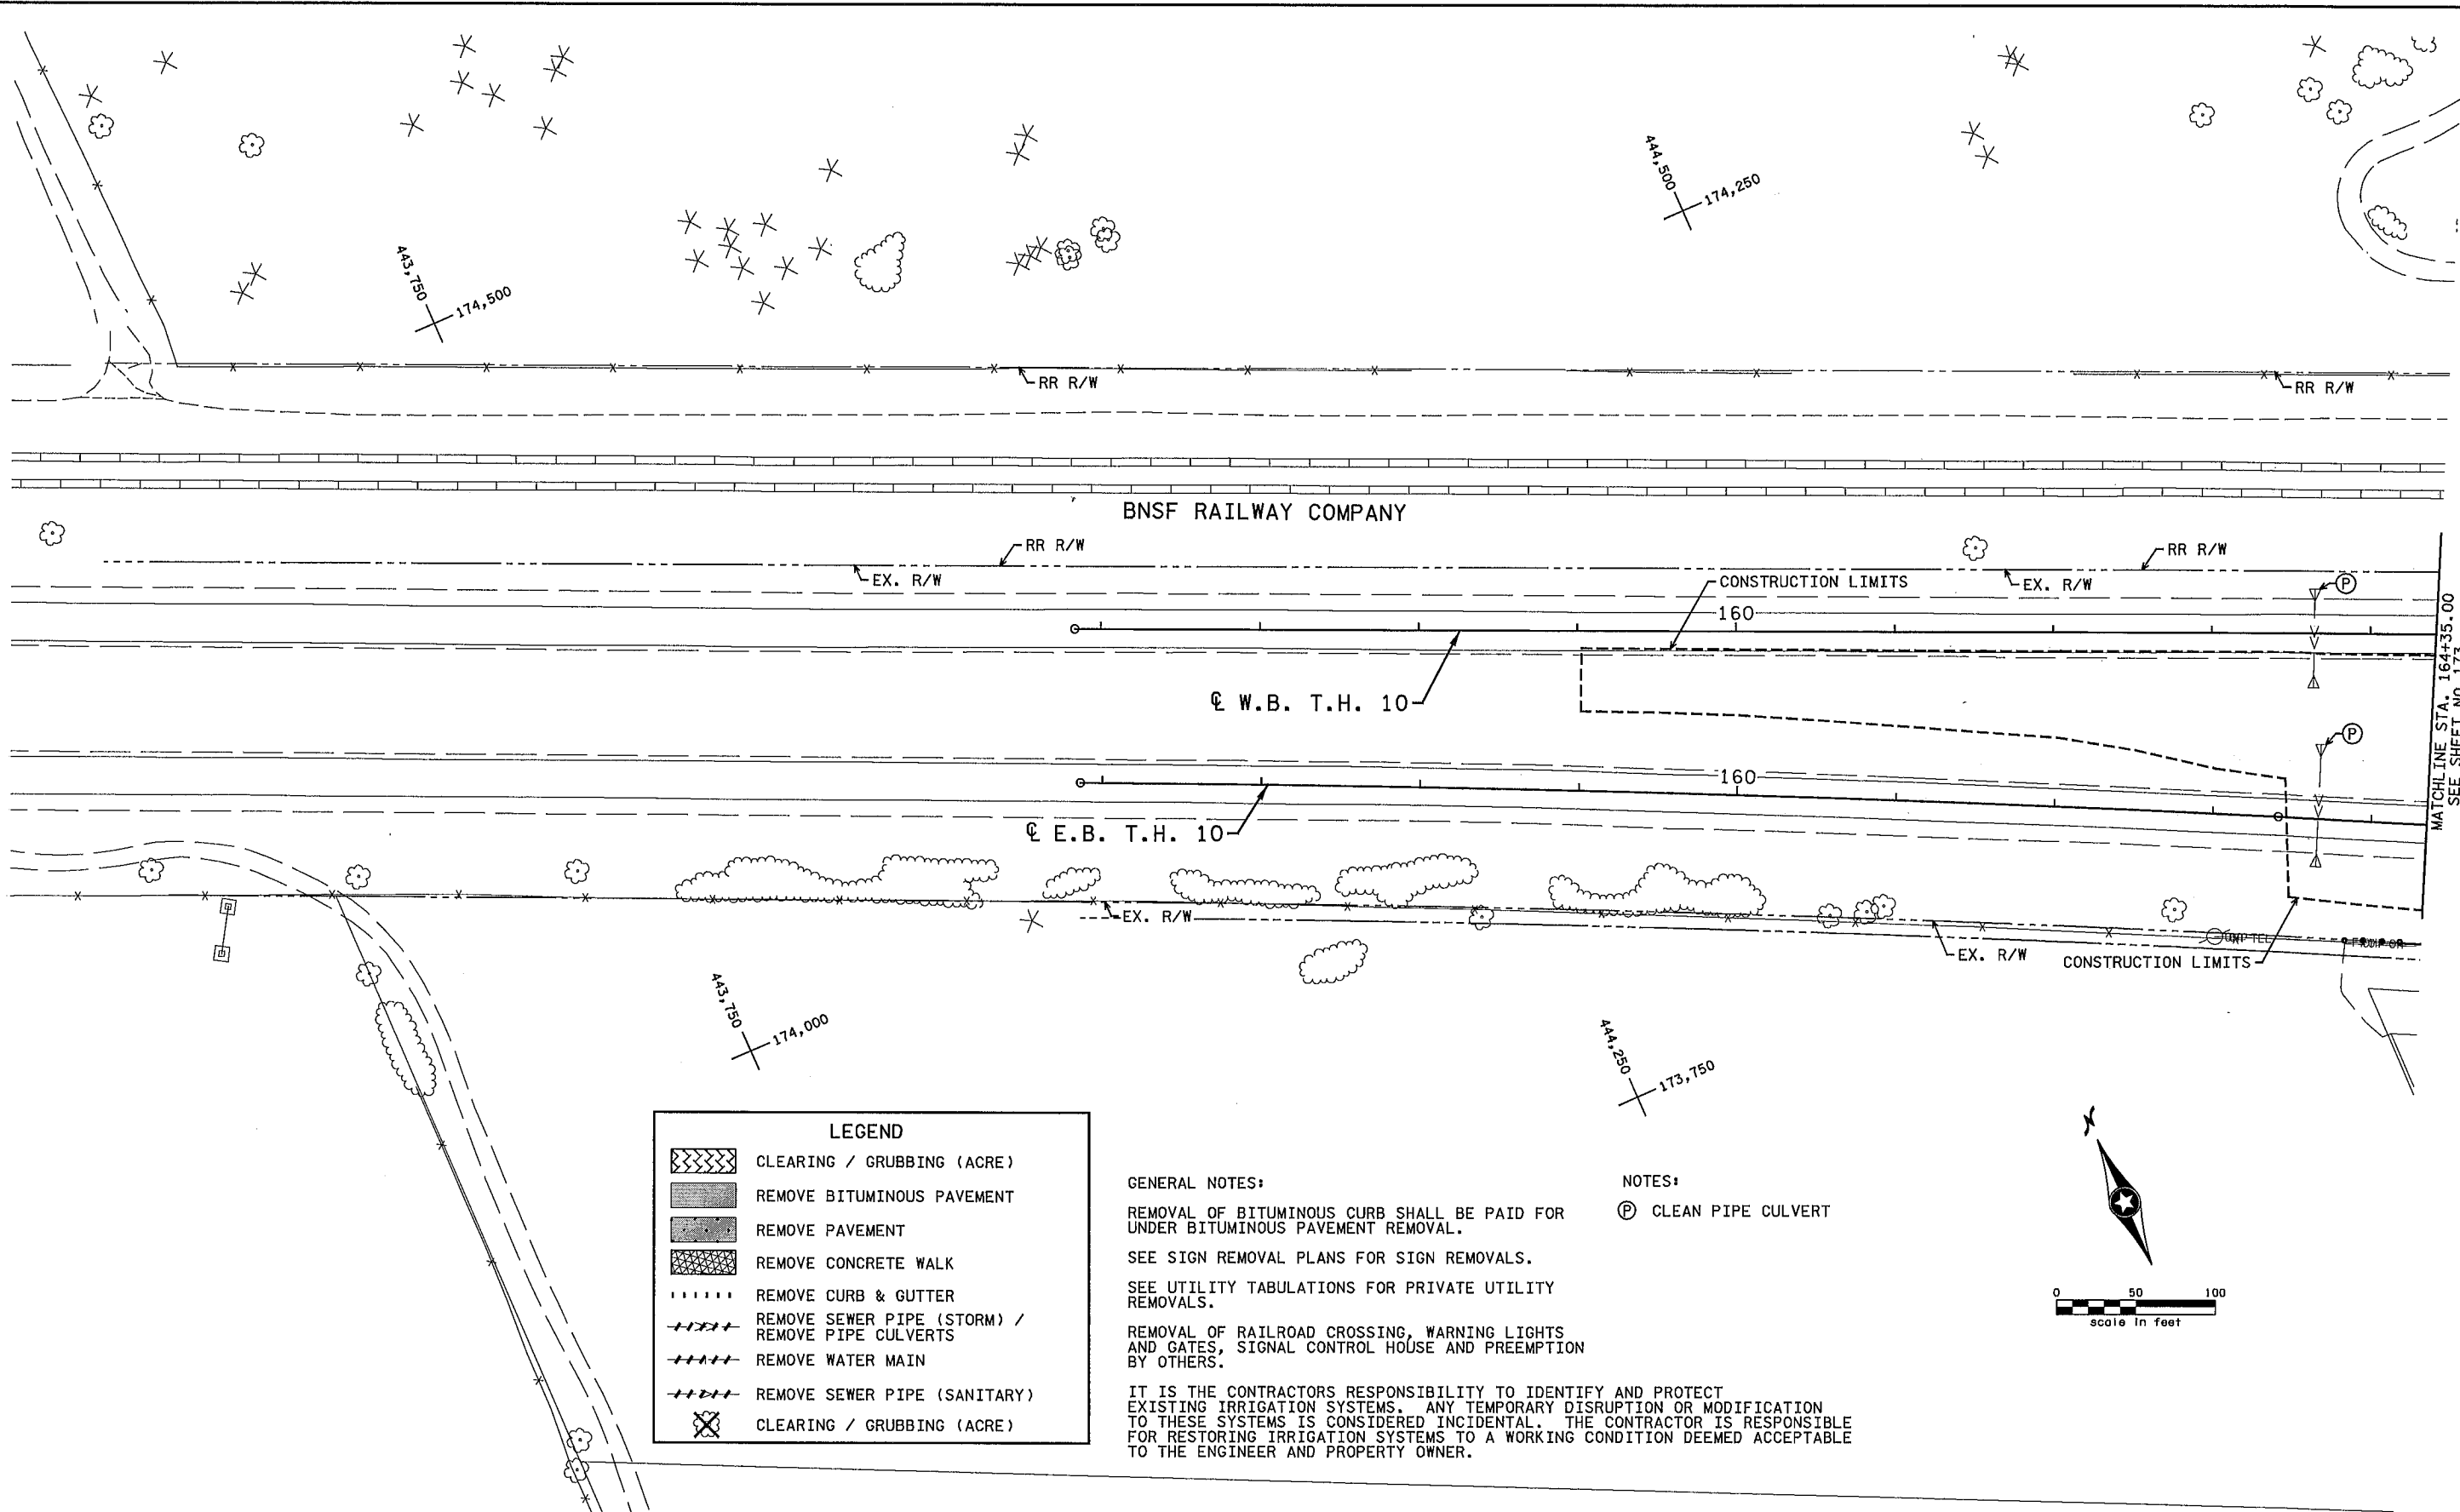 444,500
174,250
443,750
174,500
RR R/W
RR R/W
BNSF RAILWAY COMPANY
RR R/W
RR R/W
EX. R/W
CONSTRUCTION LIMITS
EX. R/W
P
160
℄ W.B. T.H. 10
P
160
℄ E.B. T.H. 10
MATCHLINE STA. 164+35.00
SEE SHEET NO. 173
EX. R/W
EX. R/W
CONSTRUCTION LIMITS
443,750
174,000
444,250
173,750
LEGEND
CLEARING / GRUBBING (ACRE)
REMOVE BITUMINOUS PAVEMENT
REMOVE PAVEMENT
REMOVE CONCRETE WALK
REMOVE CURB & GUTTER
REMOVE SEWER PIPE (STORM) /
REMOVE PIPE CULVERTS
REMOVE WATER MAIN
REMOVE SEWER PIPE (SANITARY)
CLEARING / GRUBBING (ACRE)
GENERAL NOTES:
REMOVAL OF BITUMINOUS CURB SHALL BE PAID FOR
UNDER BITUMINOUS PAVEMENT REMOVAL.
SEE SIGN REMOVAL PLANS FOR SIGN REMOVALS.
SEE UTILITY TABULATIONS FOR PRIVATE UTILITY
REMOVALS.
REMOVAL OF RAILROAD CROSSING, WARNING LIGHTS
AND GATES, SIGNAL CONTROL HOUSE AND PREEMPTION
BY OTHERS.
IT IS THE CONTRACTORS RESPONSIBILITY TO IDENTIFY AND PROTECT
EXISTING IRRIGATION SYSTEMS. ANY TEMPORARY DISRUPTION OR MODIFICATION
TO THESE SYSTEMS IS CONSIDERED INCIDENTAL. THE CONTRACTOR IS RESPONSIBLE
FOR RESTORING IRRIGATION SYSTEMS TO A WORKING CONDITION DEEMED ACCEPTABLE
TO THE ENGINEER AND PROPERTY OWNER.
NOTES:
P CLEAN PIPE CULVERT
N
0 50 100
scale in feet